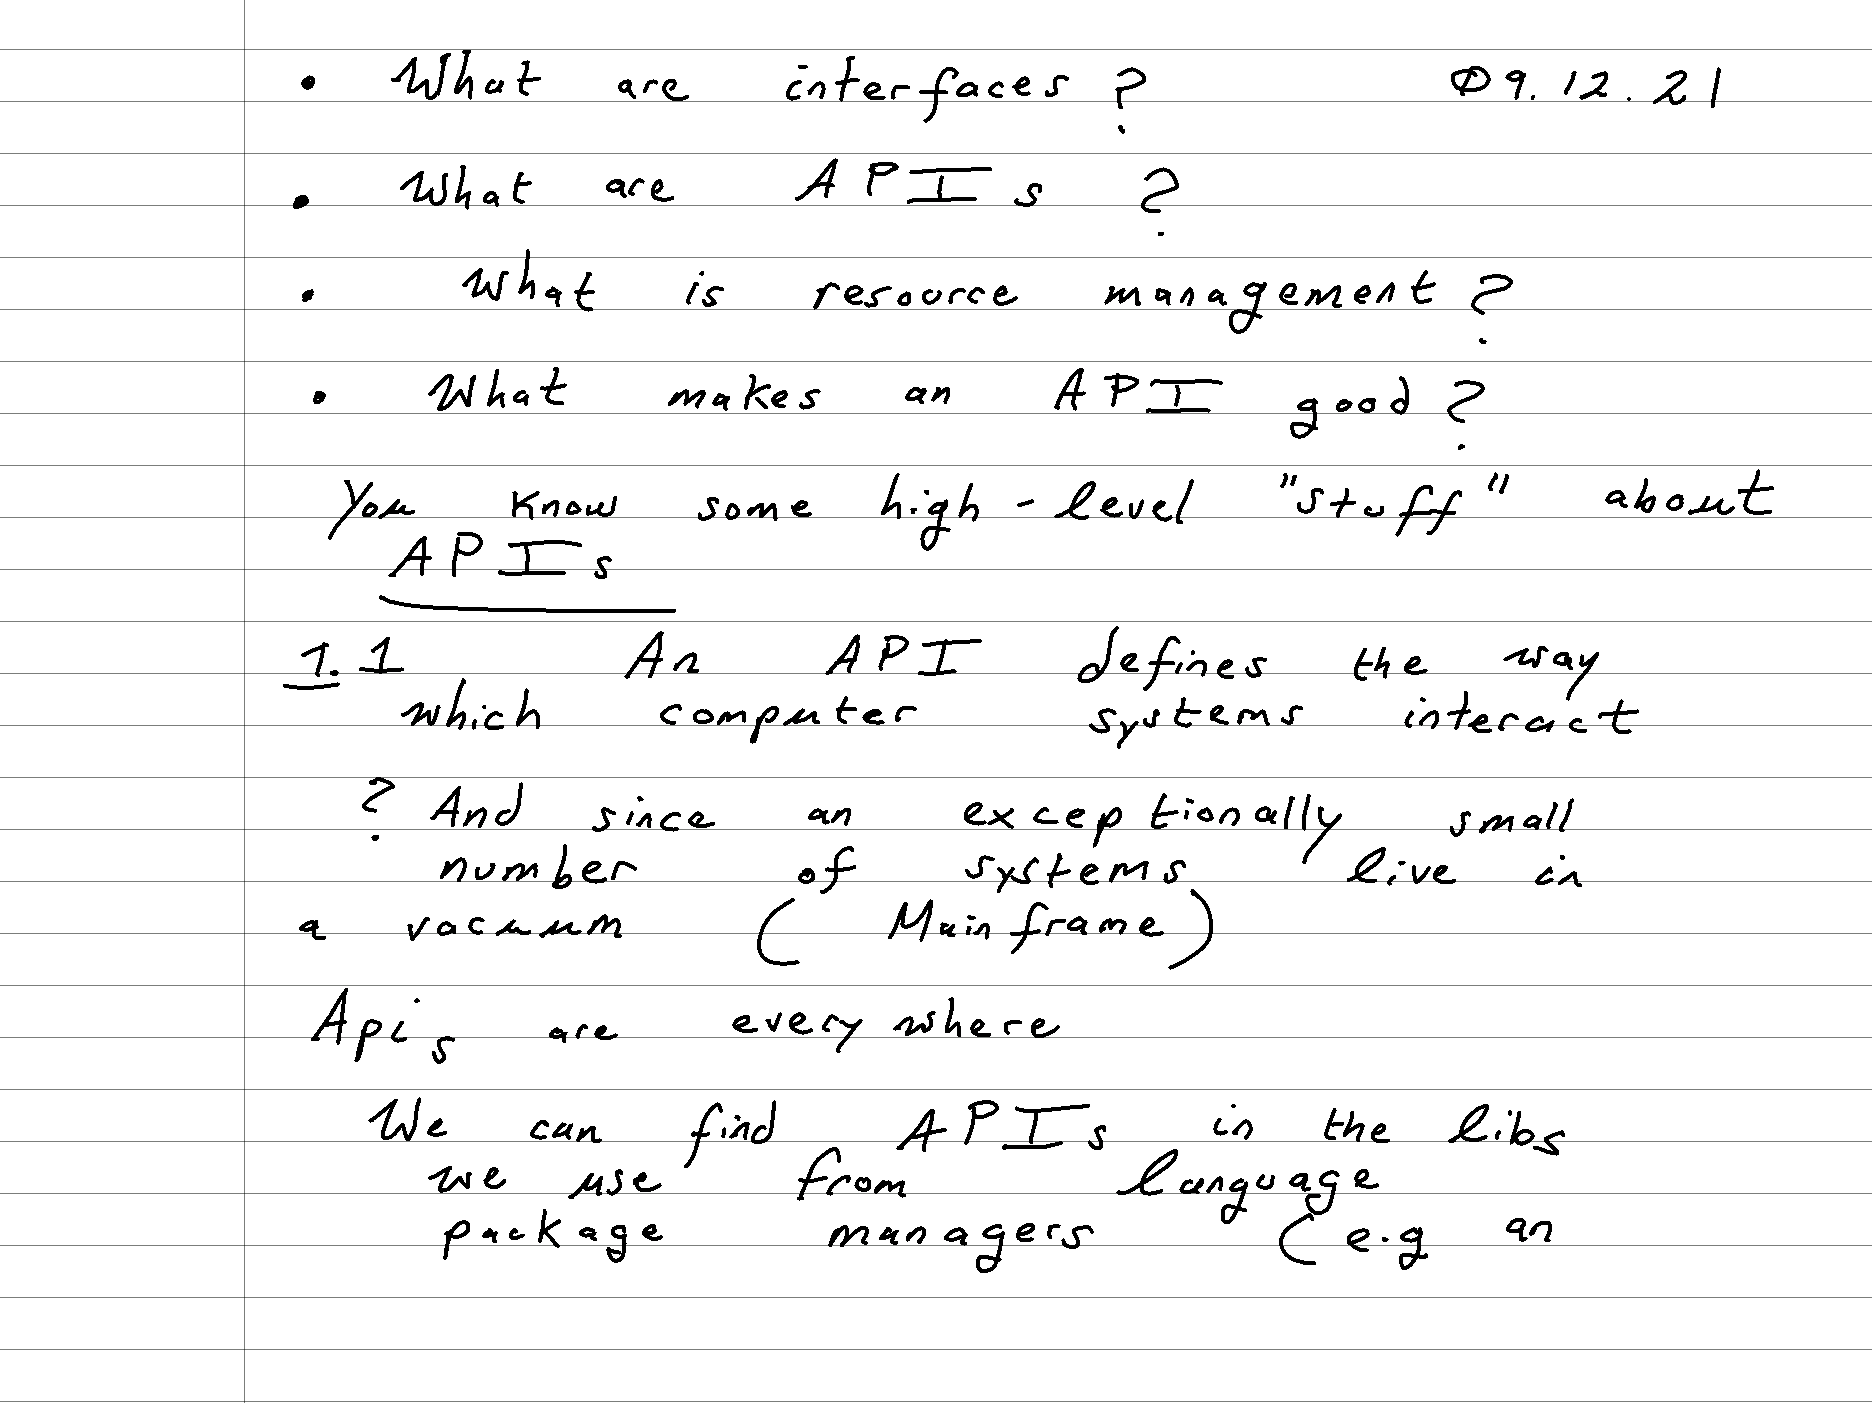 • What are interfaces? 09.12.21
• What are APIs ?
• What is resource management?
• What makes an API good?
You know some high-level "stuff" about
APIs
1.1 An API defines the way
which computer systems interact
? And since an exceptionally small
number of systems live in
a vacuum (Mainframe)
Apis are everywhere
We can find APIs in the libs
we use from language
package managers (e.g an